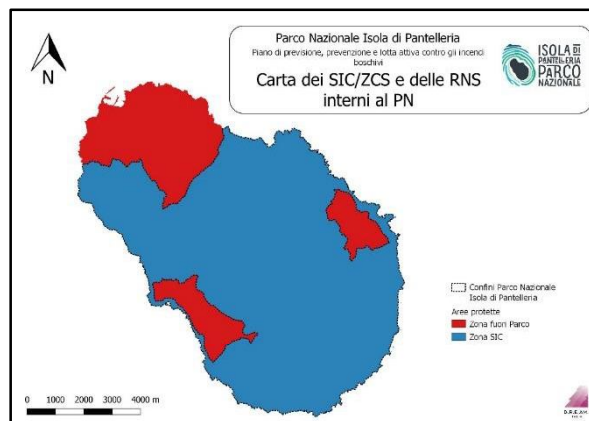 Parco Nazionale Isola di Pantelleria
Piano di previsione, prevenzione e lotta attiva contro gli incendi
boschivi
Carta dei SIC/ZCS e delle RNS
interni al PN
ISOLA DI
PANTELLERIA
PARCO
NAZIONALE
N
Confini Parco Nazionale
Isola di Pantelleria
Aree protette
Zona fuori Parco
Zona SIC
0 1000 2000 3000 4000 m
D.R.E.AM